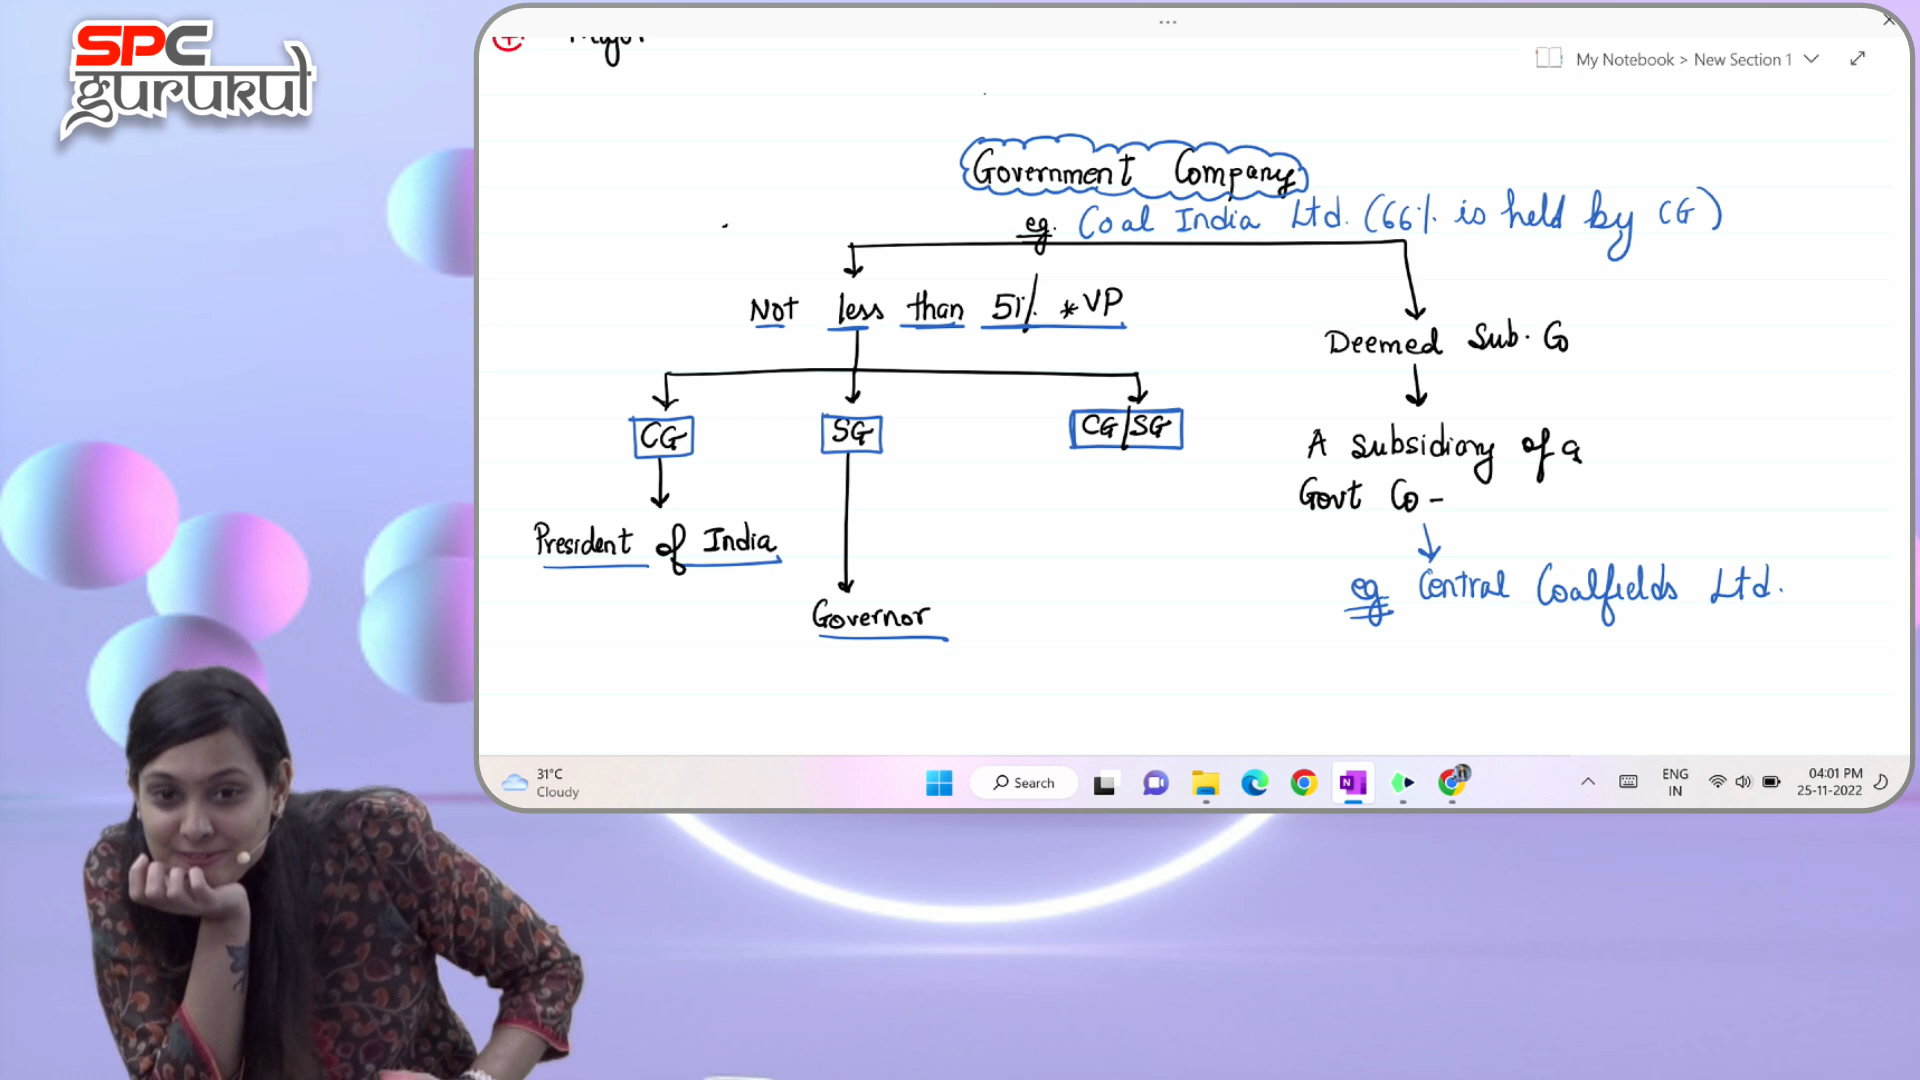 SPC
gurukul
My Notebook > New Section 1
Government Company
eg. Coal India Ltd. (66% is held by CG)
Not less than 51% *VP
Deemed Sub. Co
CG
SG
CG/SG
A subsidiary of a
Govt Co -
President of India
eg Central Coalfields Ltd.
Governor
31°C
Cloudy
Search
ENG
IN
04:01 PM
25-11-2022